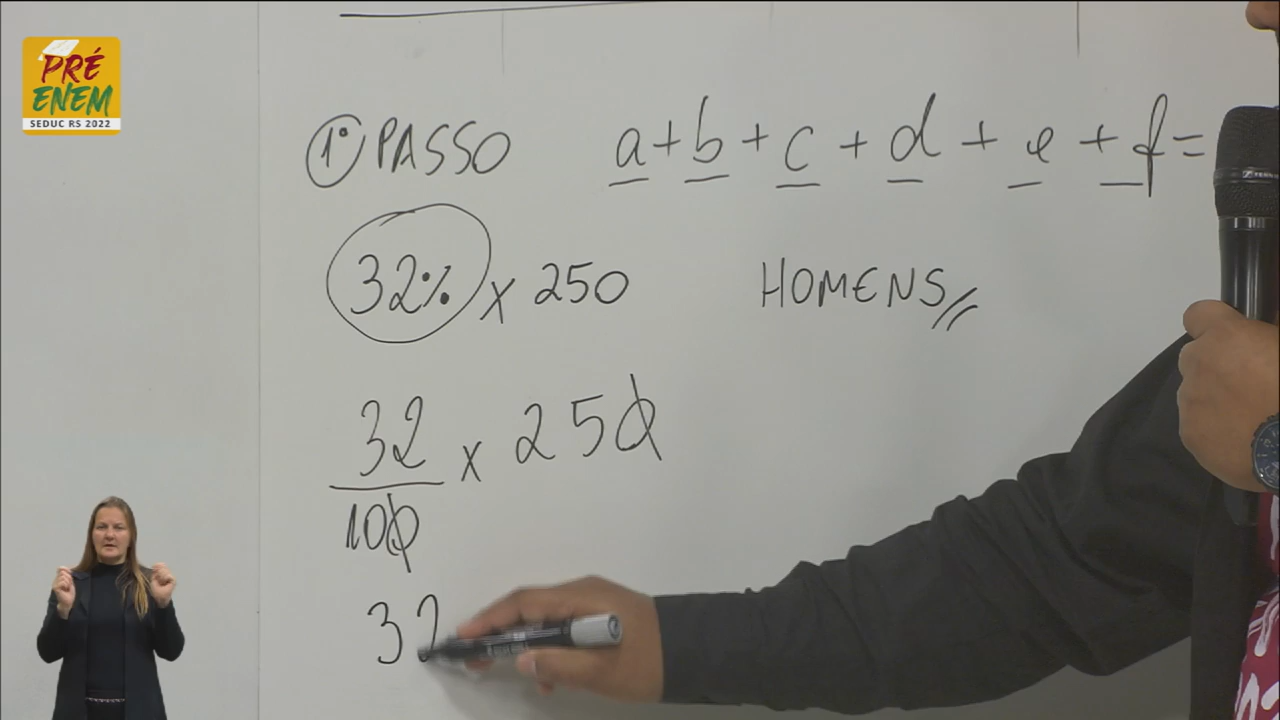 PRÉ
ENEM
SEDUC RS 2022
1º PASSO a + b + c + d + e + f =
32% x 250 HOMENS
32 x 250
100
32